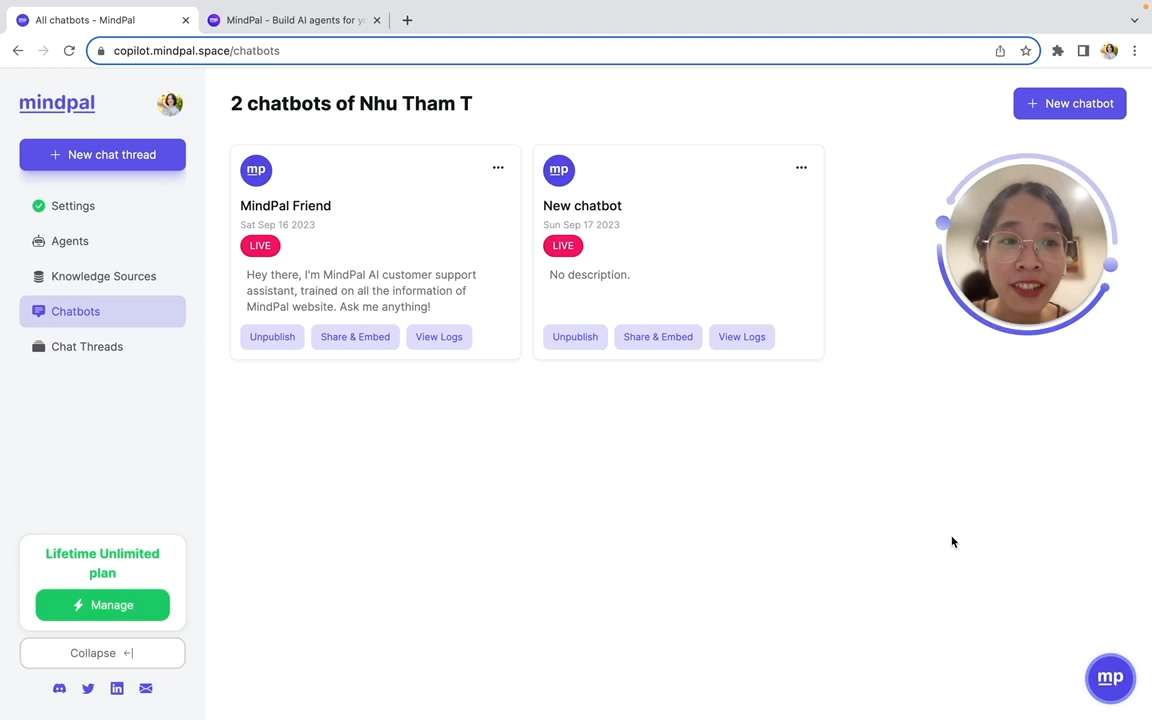 All chatbots - MindPal
MindPal - Build AI agents for yo
copilot.mindpal.space/chatbots
mindpal
+ New chat thread
Settings
Agents
Knowledge Sources
Chatbots
Chat Threads
Lifetime Unlimited
plan
Manage
Collapse
2 chatbots of Nhu Tham T
+ New chatbot
mp
MindPal Friend
Sat Sep 16 2023
LIVE
Hey there, I'm MindPal AI customer support
assistant, trained on all the information of
MindPal website. Ask me anything!
Unpublish
Share & Embed
View Logs
mp
New chatbot
Sun Sep 17 2023
LIVE
No description.
Unpublish
Share & Embed
View Logs
mp